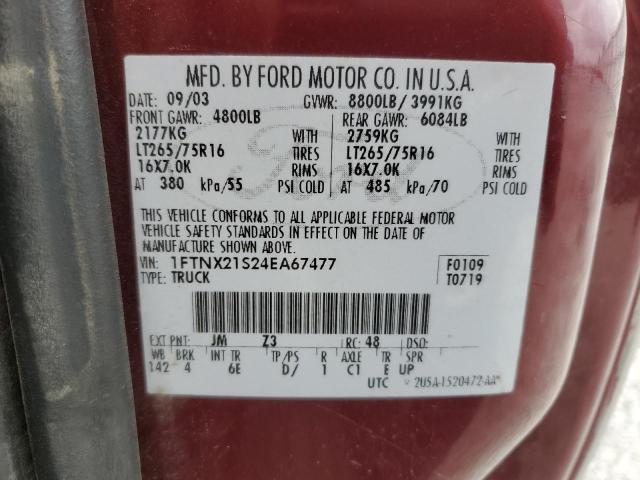 MFD. BY FORD MOTOR CO. IN U.S.A.
DATE: 09/03 GVWR: 8800LB/ 3991KG
FRONT GAWR: 4800LB REAR GAWR: 6084LB
2177KG WITH 2759KG WITH
LT265/75R16 TIRES LT265/75R16 TIRES
16X7.0K RIMS 16X7.0K RIMS
AT 380 kPa/55 PSI COLD AT 485 kPa/70 PSI COLD
THIS VEHICLE CONFORMS TO ALL APPLICABLE FEDERAL MOTOR
VEHICLE SAFETY STANDARDS IN EFFECT ON THE DATE OF
MANUFACTURE SHOWN ABOVE.
VIN: 1FTNX21S24EA67477 F0109
TYPE: TRUCK T0719
EXT PNT: JM Z3 RC: 48 DSO:
WB BRK INT TR TP/PS R AXLE TR SPR
142 4 6E D/ 1 C1 E UP
UTC 2U5A-1520472-AA
Ford